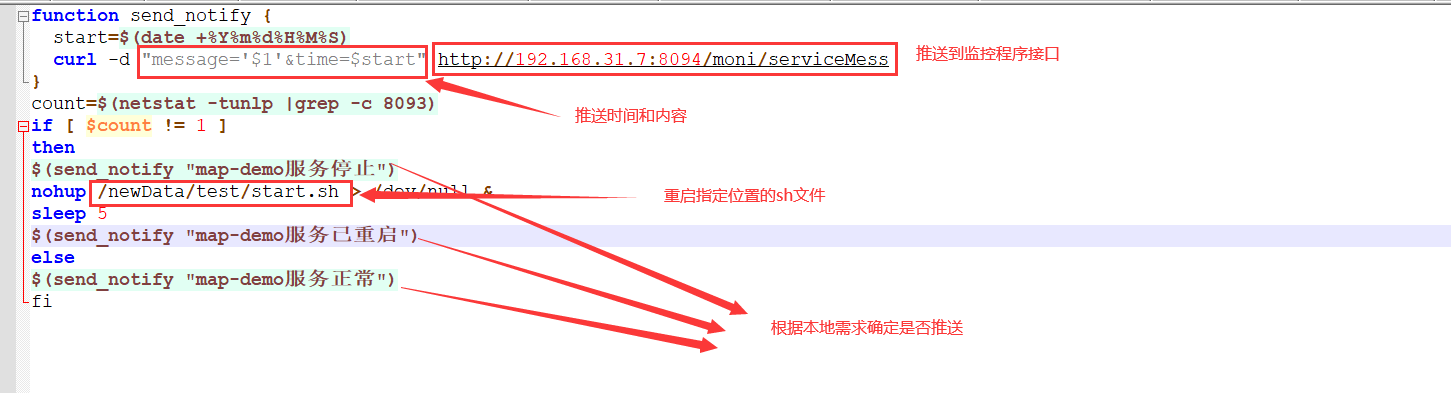 function send_notify {
start=$(date +%Y%m%d%H%M%S)
curl -d "message='$1'&time=$start" http://192.168.31.7:8094/moni/serviceMess
推送到监控程序接口
}
推送时间和内容
count=$(netstat -tunlp |grep -c 8093)
if [ $count != 1 ]
then
$(send_notify "map-demo服务停止")
nohup /newData/test/start.sh > /dev/null &
重启指定位置的sh文件
sleep 5
$(send_notify "map-demo服务已重启")
else
$(send_notify "map-demo服务正常")
fi
根据本地需求确定是否推送